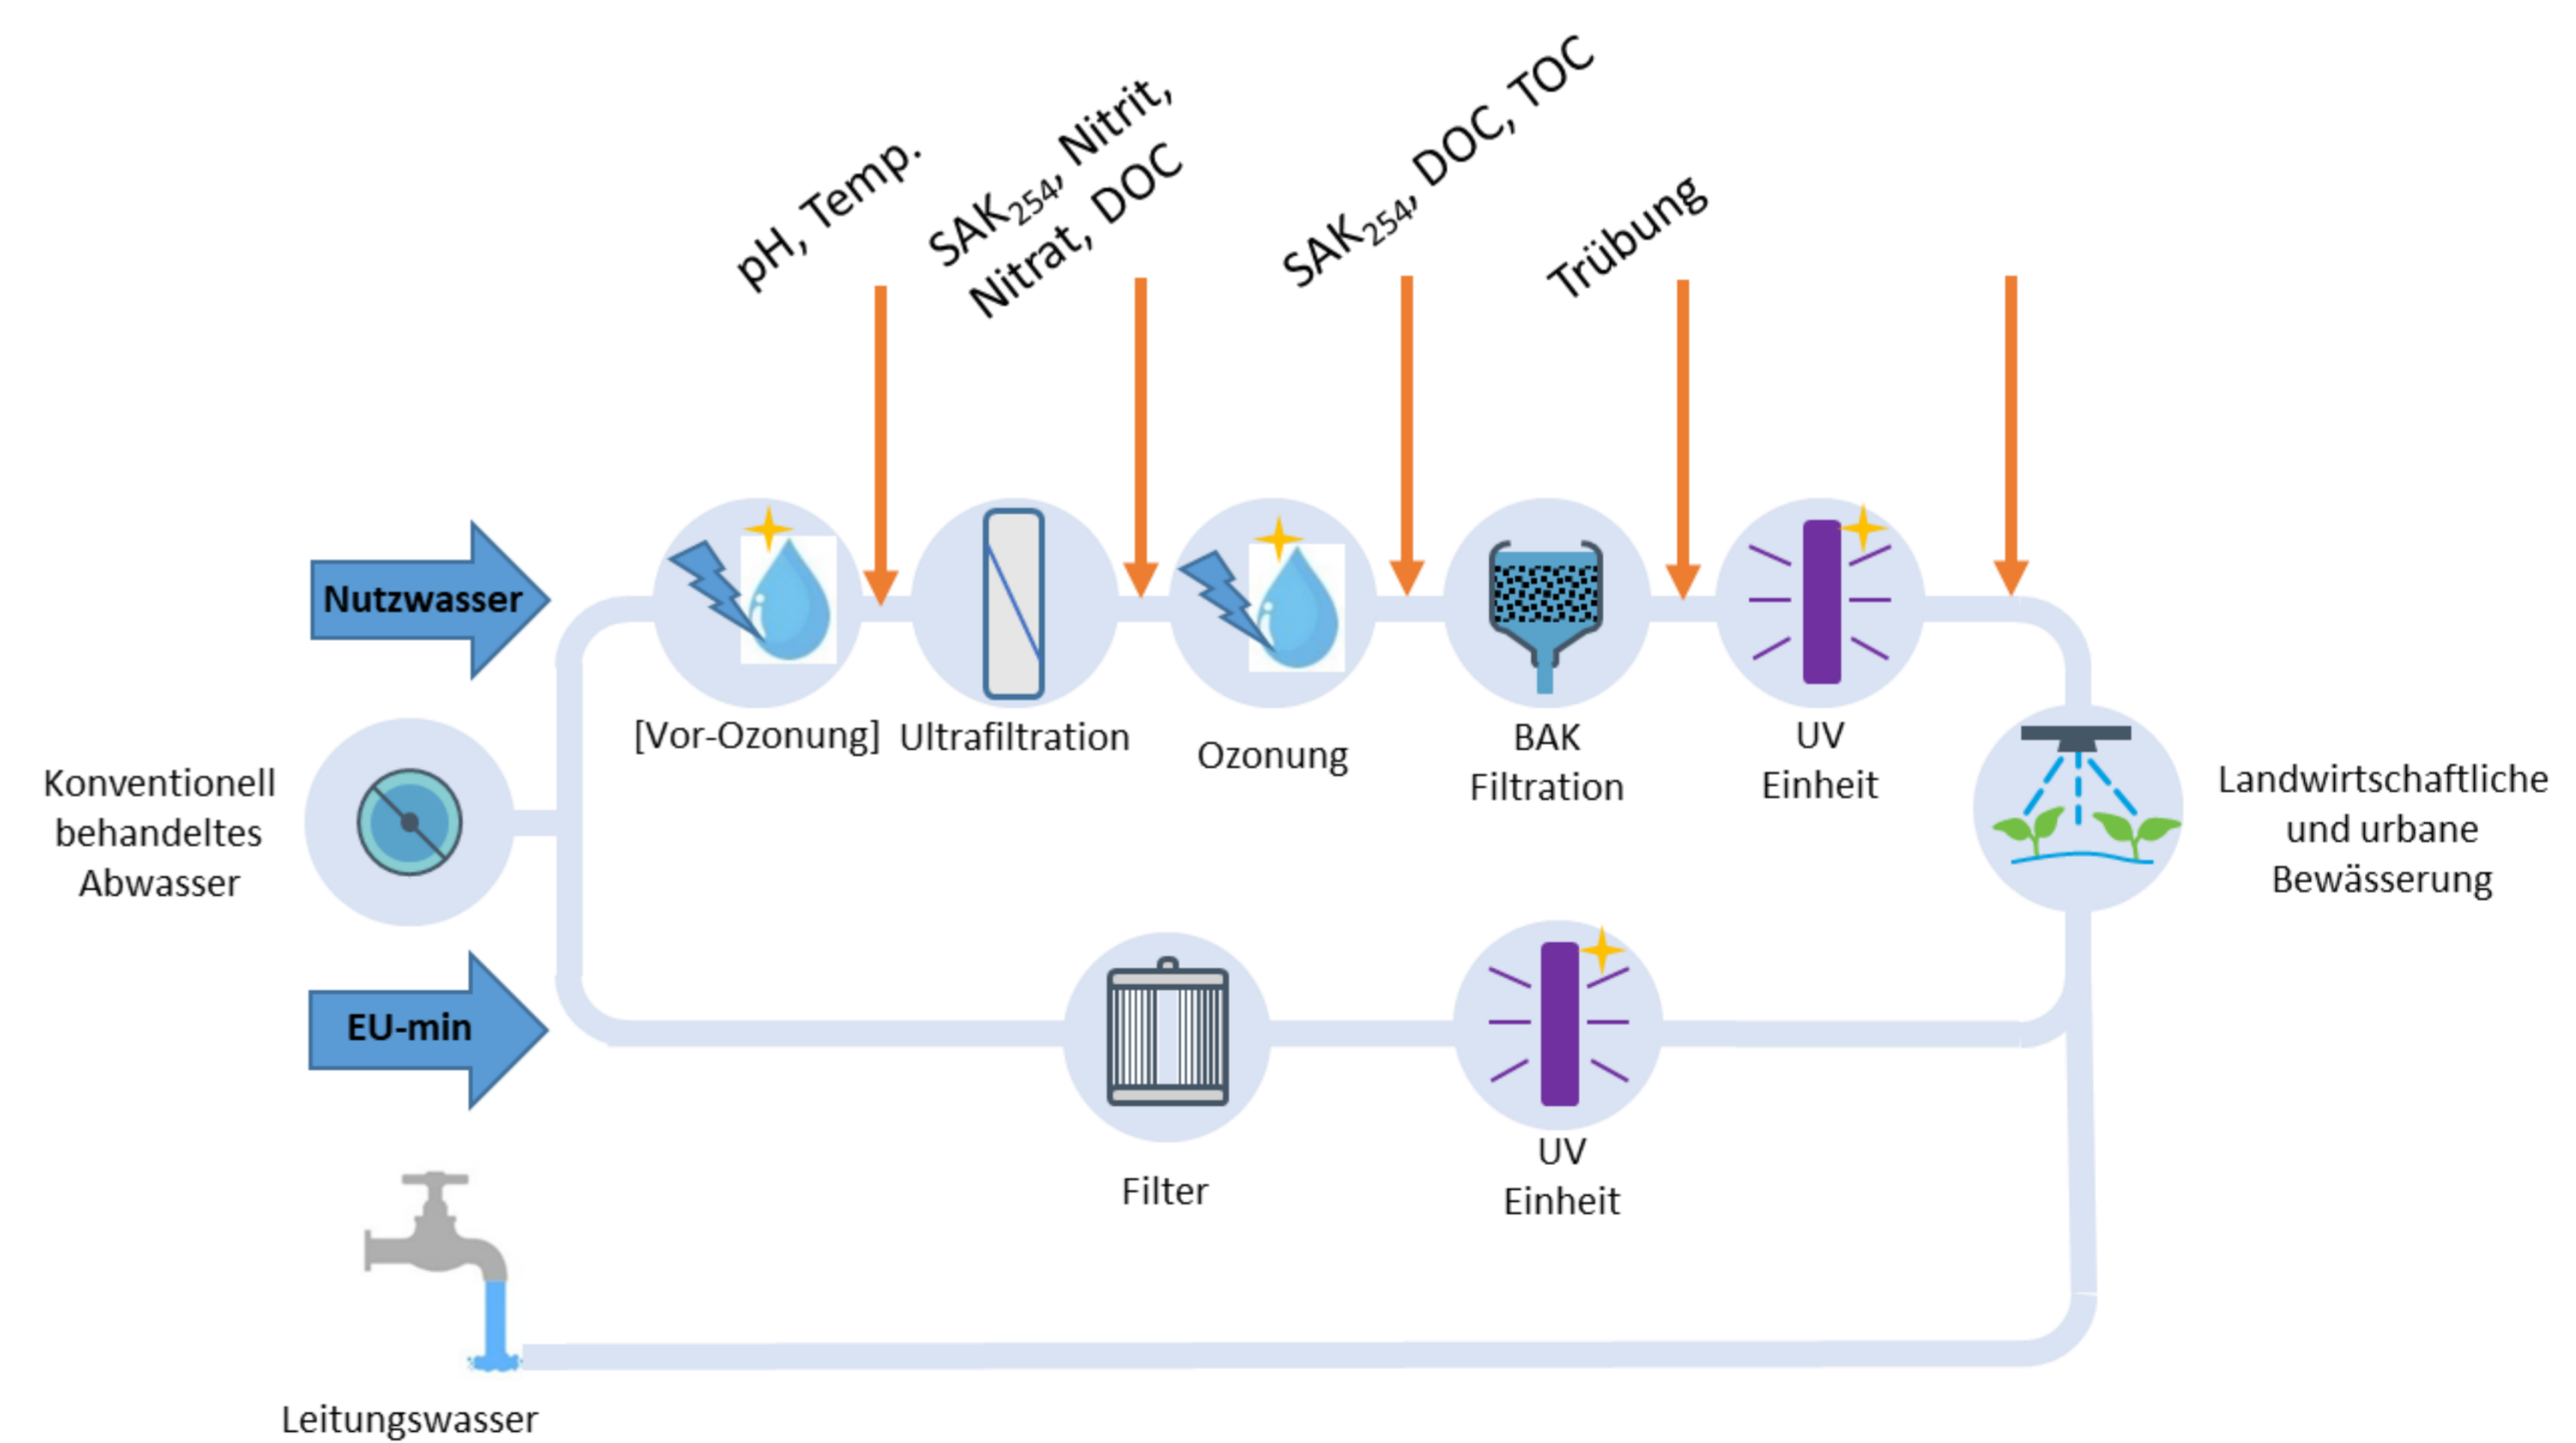 pH, Temp.
SAK254, Nitrit,
Nitrat, DOC
SAK254, DOC, TOC
Trübung
Nutzwasser
[Vor-Ozonung]
Ultrafiltration
Ozonung
BAK
Filtration
UV
Einheit
Konventionell
behandeltes
Abwasser
Landwirtschaftliche
und urbane
Bewässerung
EU-min
Filter
UV
Einheit
Leitungswasser